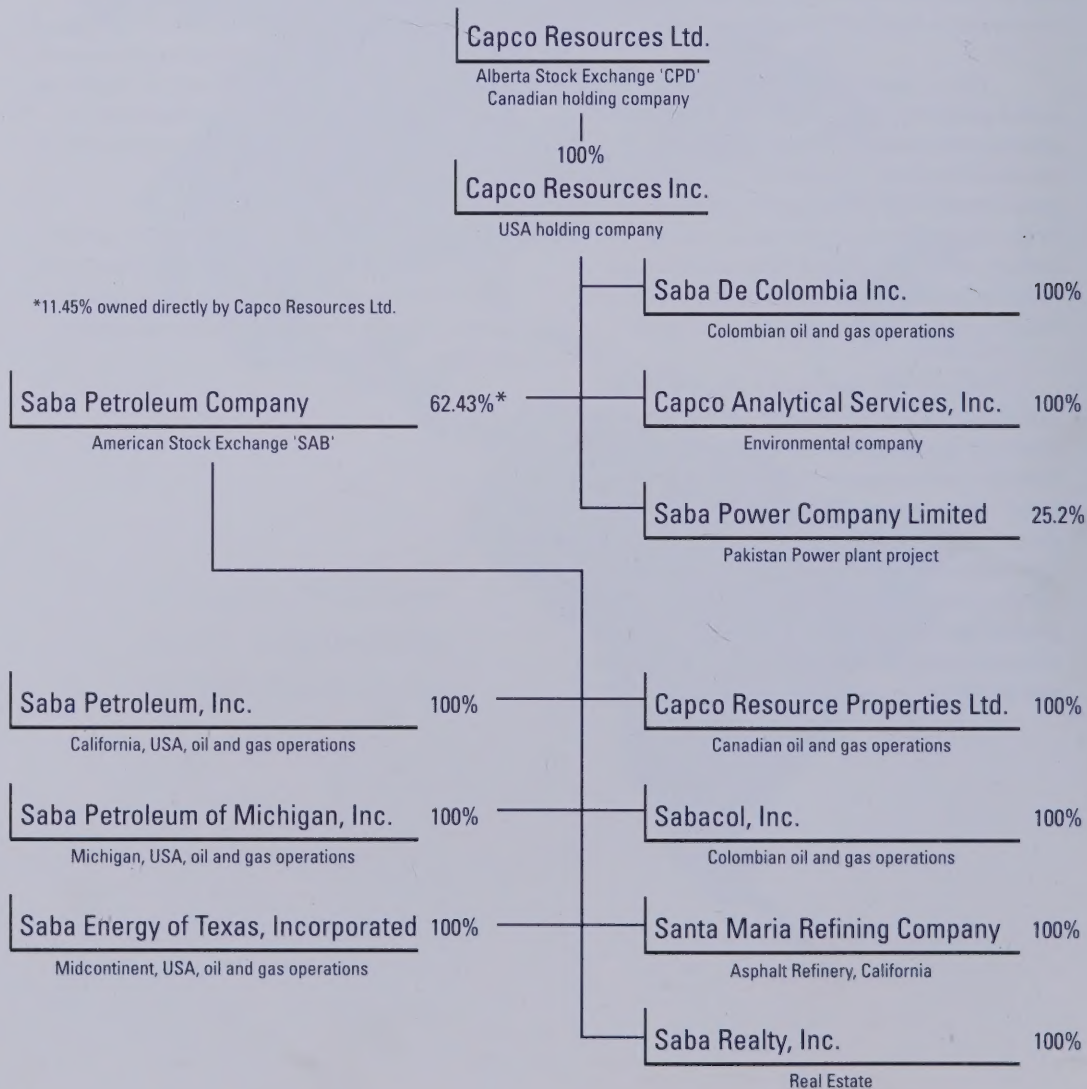 Capco Resources Ltd.
Alberta Stock Exchange 'CPD'
Canadian holding company
100%
Capco Resources Inc.
USA holding company
*11.45% owned directly by Capco Resources Ltd.
Saba De Colombia Inc. 100%
Colombian oil and gas operations
Saba Petroleum Company 62.43%*
American Stock Exchange 'SAB'
Capco Analytical Services, Inc. 100%
Environmental company
Saba Power Company Limited 25.2%
Pakistan Power plant project
Saba Petroleum, Inc. 100%
California, USA, oil and gas operations
Capco Resource Properties Ltd. 100%
Canadian oil and gas operations
Saba Petroleum of Michigan, Inc. 100%
Michigan, USA, oil and gas operations
Sabacol, Inc. 100%
Colombian oil and gas operations
Saba Energy of Texas, Incorporated 100%
Midcontinent, USA, oil and gas operations
Santa Maria Refining Company 100%
Asphalt Refinery, California
Saba Realty, Inc. 100%
Real Estate